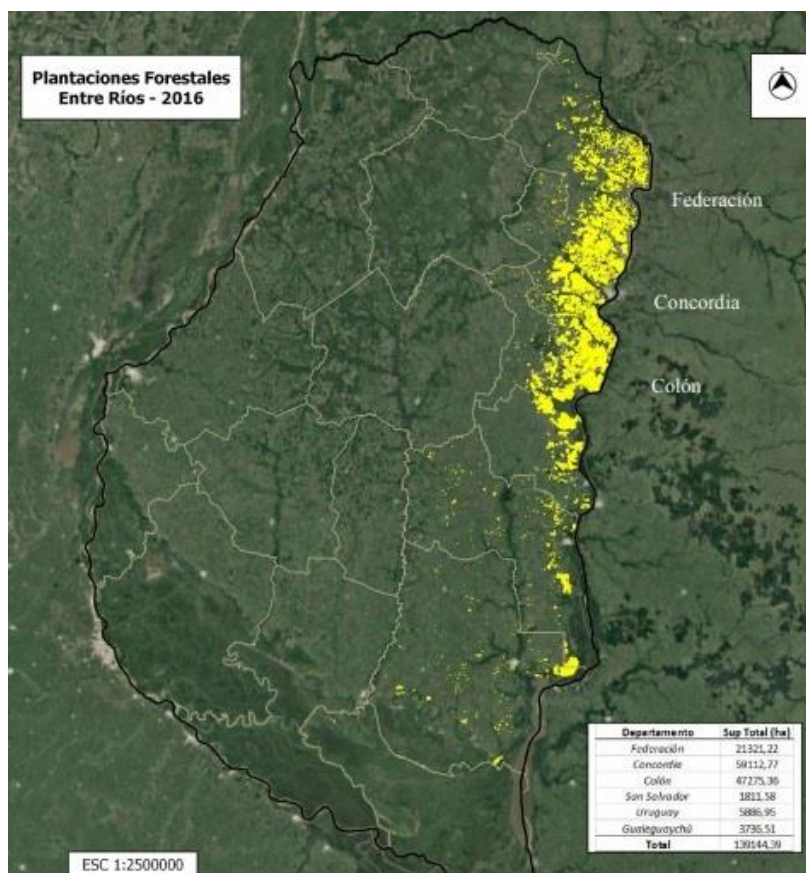 Plantaciones Forestales
Entre Ríos - 2016
Federación
Concordia
Colón
Departamento Sup Total (ha)
Federación 21321,22
Concordia 59112,77
Colón 47275,36
San Salvador 1811,58
Uruguay 5886,95
Gualeguaychú 3736,51
Total 139144,39
ESC 1:2500000